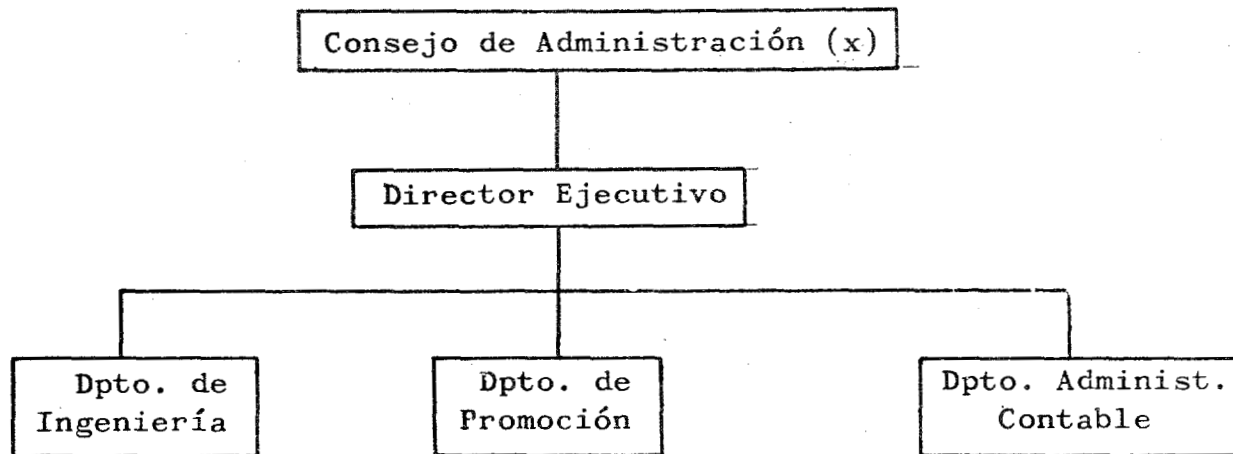 Consejo de Administración (x)
Director Ejecutivo
Dpto. de
Ingeniería
Dpto. de
Promoción
Dpto. Administ.
Contable